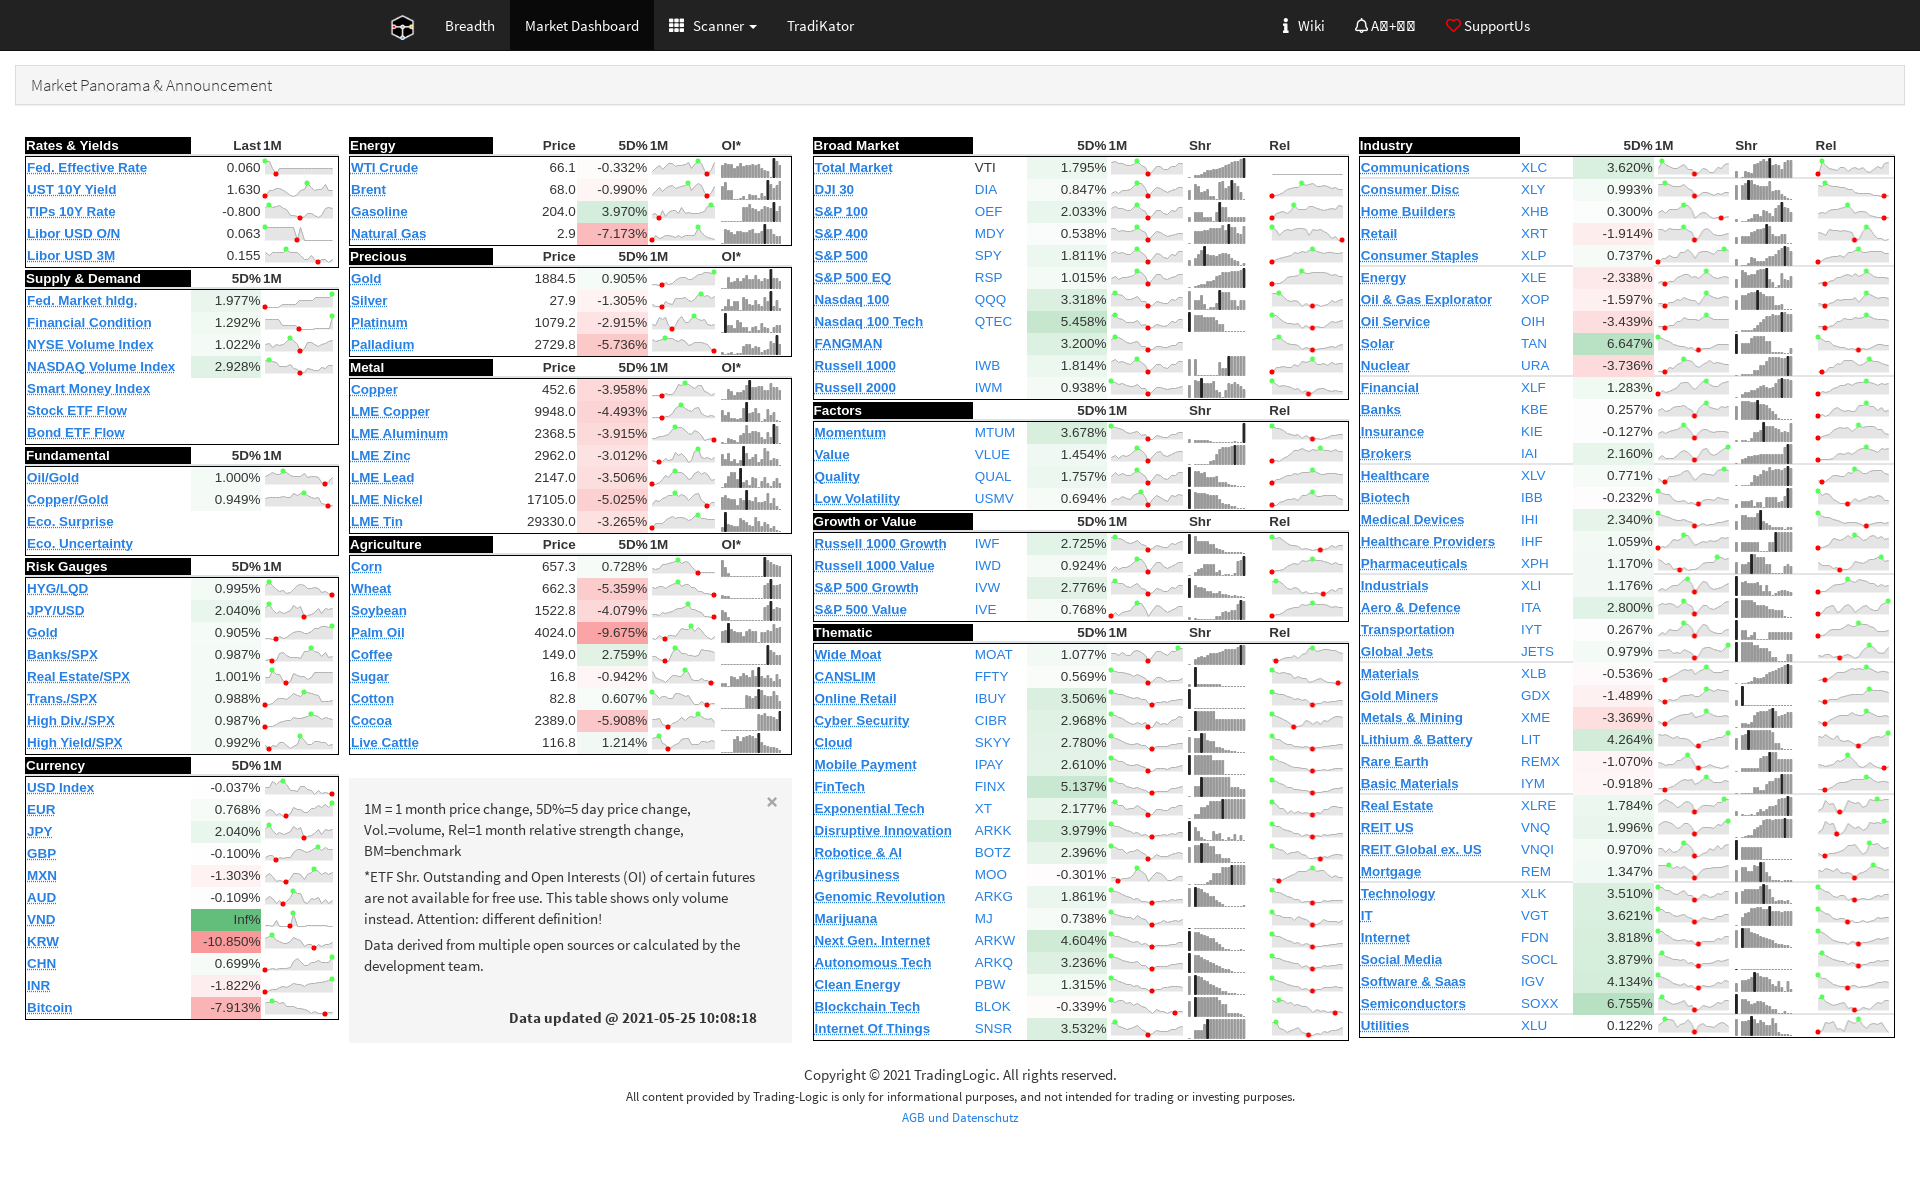 Breadth Market Dashboard Scanner TradiKator Wiki SupportUs
Market Panorama & Announcement
Rates & Yields Last 1M
Fed. Effective Rate 0.060
UST 10Y Yield 1.630
TIPs 10Y Rate -0.800
Libor USD O/N 0.063
Libor USD 3M 0.155
Supply & Demand 5D% 1M
Fed. Market hldg. 1.977%
Financial Condition 1.292%
NYSE Volume Index 1.022%
NASDAQ Volume Index 2.928%
Smart Money Index
Stock ETF Flow
Bond ETF Flow
Fundamental 5D% 1M
Oil/Gold 1.000%
Copper/Gold 0.949%
Eco. Surprise
Eco. Uncertainty
Risk Gauges 5D% 1M
HYG/LQD 0.995%
JPY/USD 2.040%
Gold 0.905%
Banks/SPX 0.987%
Real Estate/SPX 1.001%
Trans./SPX 0.988%
High Div./SPX 0.987%
High Yield/SPX 0.992%
Currency 5D% 1M
USD Index -0.037%
EUR 0.768%
JPY 2.040%
GBP -0.100%
MXN -1.303%
AUD -0.109%
VND Inf%
KRW -10.850%
CHN 0.699%
INR -1.822%
Bitcoin -7.913%
Energy Price 5D% 1M OI*
WTI Crude 66.1 -0.332%
Brent 68.0 -0.990%
Gasoline 204.0 3.970%
Natural Gas 2.9 -7.173%
Precious Price 5D% 1M OI*
Gold 1884.5 0.905%
Silver 27.9 -1.305%
Platinum 1079.2 -2.915%
Palladium 2729.8 -5.736%
Metal Price 5D% 1M OI*
Copper 452.6 -3.958%
LME Copper 9948.0 -4.493%
LME Aluminum 2368.5 -3.915%
LME Zinc 2962.0 -3.012%
LME Lead 2147.0 -3.506%
LME Nickel 17105.0 -5.025%
LME Tin 29330.0 -3.265%
Agriculture Price 5D% 1M OI*
Corn 657.3 0.728%
Wheat 662.3 -5.359%
Soybean 1522.8 -4.079%
Palm Oil 4024.0 -9.675%
Coffee 149.0 2.759%
Sugar 16.8 -0.942%
Cotton 82.8 0.607%
Cocoa 2389.0 -5.908%
Live Cattle 116.8 1.214%
×
1M = 1 month price change, 5D%=5 day price change,
Vol.=volume, Rel=1 month relative strength change,
BM=benchmark
*ETF Shr. Outstanding and Open Interests (OI) of certain futures
are not available for free use. This table shows only volume
instead. Attention: different definition!
Data derived from multiple open sources or calculated by the
development team.
Data updated @ 2021-05-25 10:08:18
Broad Market 5D% 1M Shr Rel
Total Market VTI 1.795%
DJI 30 DIA 0.847%
S&P 100 OEF 2.033%
S&P 400 MDY 0.538%
S&P 500 SPY 1.811%
S&P 500 EQ RSP 1.015%
Nasdaq 100 QQQ 3.318%
Nasdaq 100 Tech QTEC 5.458%
FANGMAN 3.200%
Russell 1000 IWB 1.814%
Russell 2000 IWM 0.938%
Factors 5D% 1M Shr Rel
Momentum MTUM 3.678%
Value VLUE 1.454%
Quality QUAL 1.757%
Low Volatility USMV 0.694%
Growth or Value 5D% 1M Shr Rel
Russell 1000 Growth IWF 2.725%
Russell 1000 Value IWD 0.924%
S&P 500 Growth IVW 2.776%
S&P 500 Value IVE 0.768%
Thematic 5D% 1M Shr Rel
Wide Moat MOAT 1.077%
CANSLIM FFTY 0.569%
Online Retail IBUY 3.506%
Cyber Security CIBR 2.968%
Cloud SKYY 2.780%
Mobile Payment IPAY 2.610%
FinTech FINX 5.137%
Exponential Tech XT 2.177%
Disruptive Innovation ARKK 3.979%
Robotice & AI BOTZ 2.396%
Agribusiness MOO -0.301%
Genomic Revolution ARKG 1.861%
Marijuana MJ 0.738%
Next Gen. Internet ARKW 4.604%
Autonomous Tech ARKQ 3.236%
Clean Energy PBW 1.315%
Blockchain Tech BLOK -0.339%
Internet Of Things SNSR 3.532%
Industry 5D% 1M Shr Rel
Communications XLC 3.620%
Consumer Disc XLY 0.993%
Home Builders XHB 0.300%
Retail XRT -1.914%
Consumer Staples XLP 0.737%
Energy XLE -2.338%
Oil & Gas Explorator XOP -1.597%
Oil Service OIH -3.439%
Solar TAN 6.647%
Nuclear URA -3.736%
Financial XLF 1.283%
Banks KBE 0.257%
Insurance KIE -0.127%
Brokers IAI 2.160%
Healthcare XLV 0.771%
Biotech IBB -0.232%
Medical Devices IHI 2.340%
Healthcare Providers IHF 1.059%
Pharmaceuticals XPH 1.170%
Industrials XLI 1.176%
Aero & Defence ITA 2.800%
Transportation IYT 0.267%
Global Jets JETS 0.979%
Materials XLB -0.536%
Gold Miners GDX -1.489%
Metals & Mining XME -3.369%
Lithium & Battery LIT 4.264%
Rare Earth REMX -1.070%
Basic Materials IYM -0.918%
Real Estate XLRE 1.784%
REIT US VNQ 1.996%
REIT Global ex. US VNQI 0.970%
Mortgage REM 1.347%
Technology XLK 3.510%
IT VGT 3.621%
Internet FDN 3.818%
Social Media SOCL 3.879%
Software & Saas IGV 4.134%
Semiconductors SOXX 6.755%
Utilities XLU 0.122%
Copyright © 2021 TradingLogic. All rights reserved.
All content provided by Trading-Logic is only for informational purposes, and not intended for trading or investing purposes.
AGB und Datenschutz